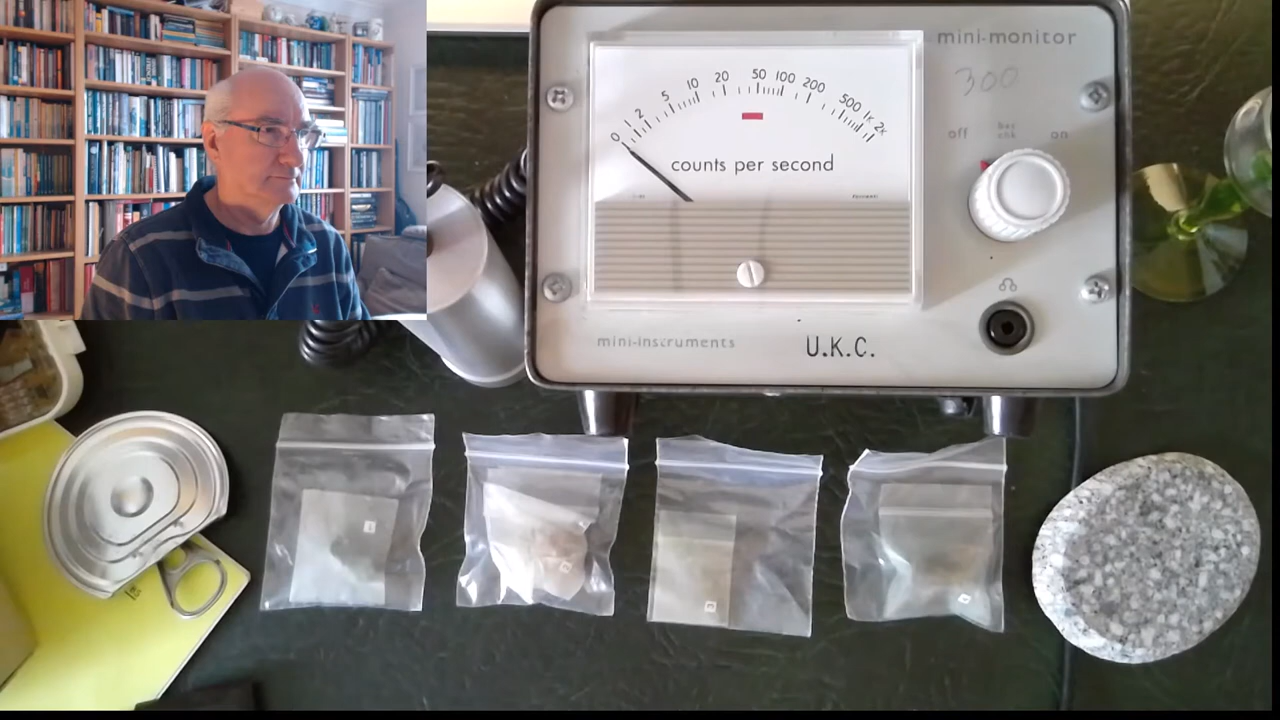 mini-monitor
300
0 1 2 5 10 20 50 100 200 500 1k 2k
counts per second
off bat chk on
mini-instruments
U.K.C.